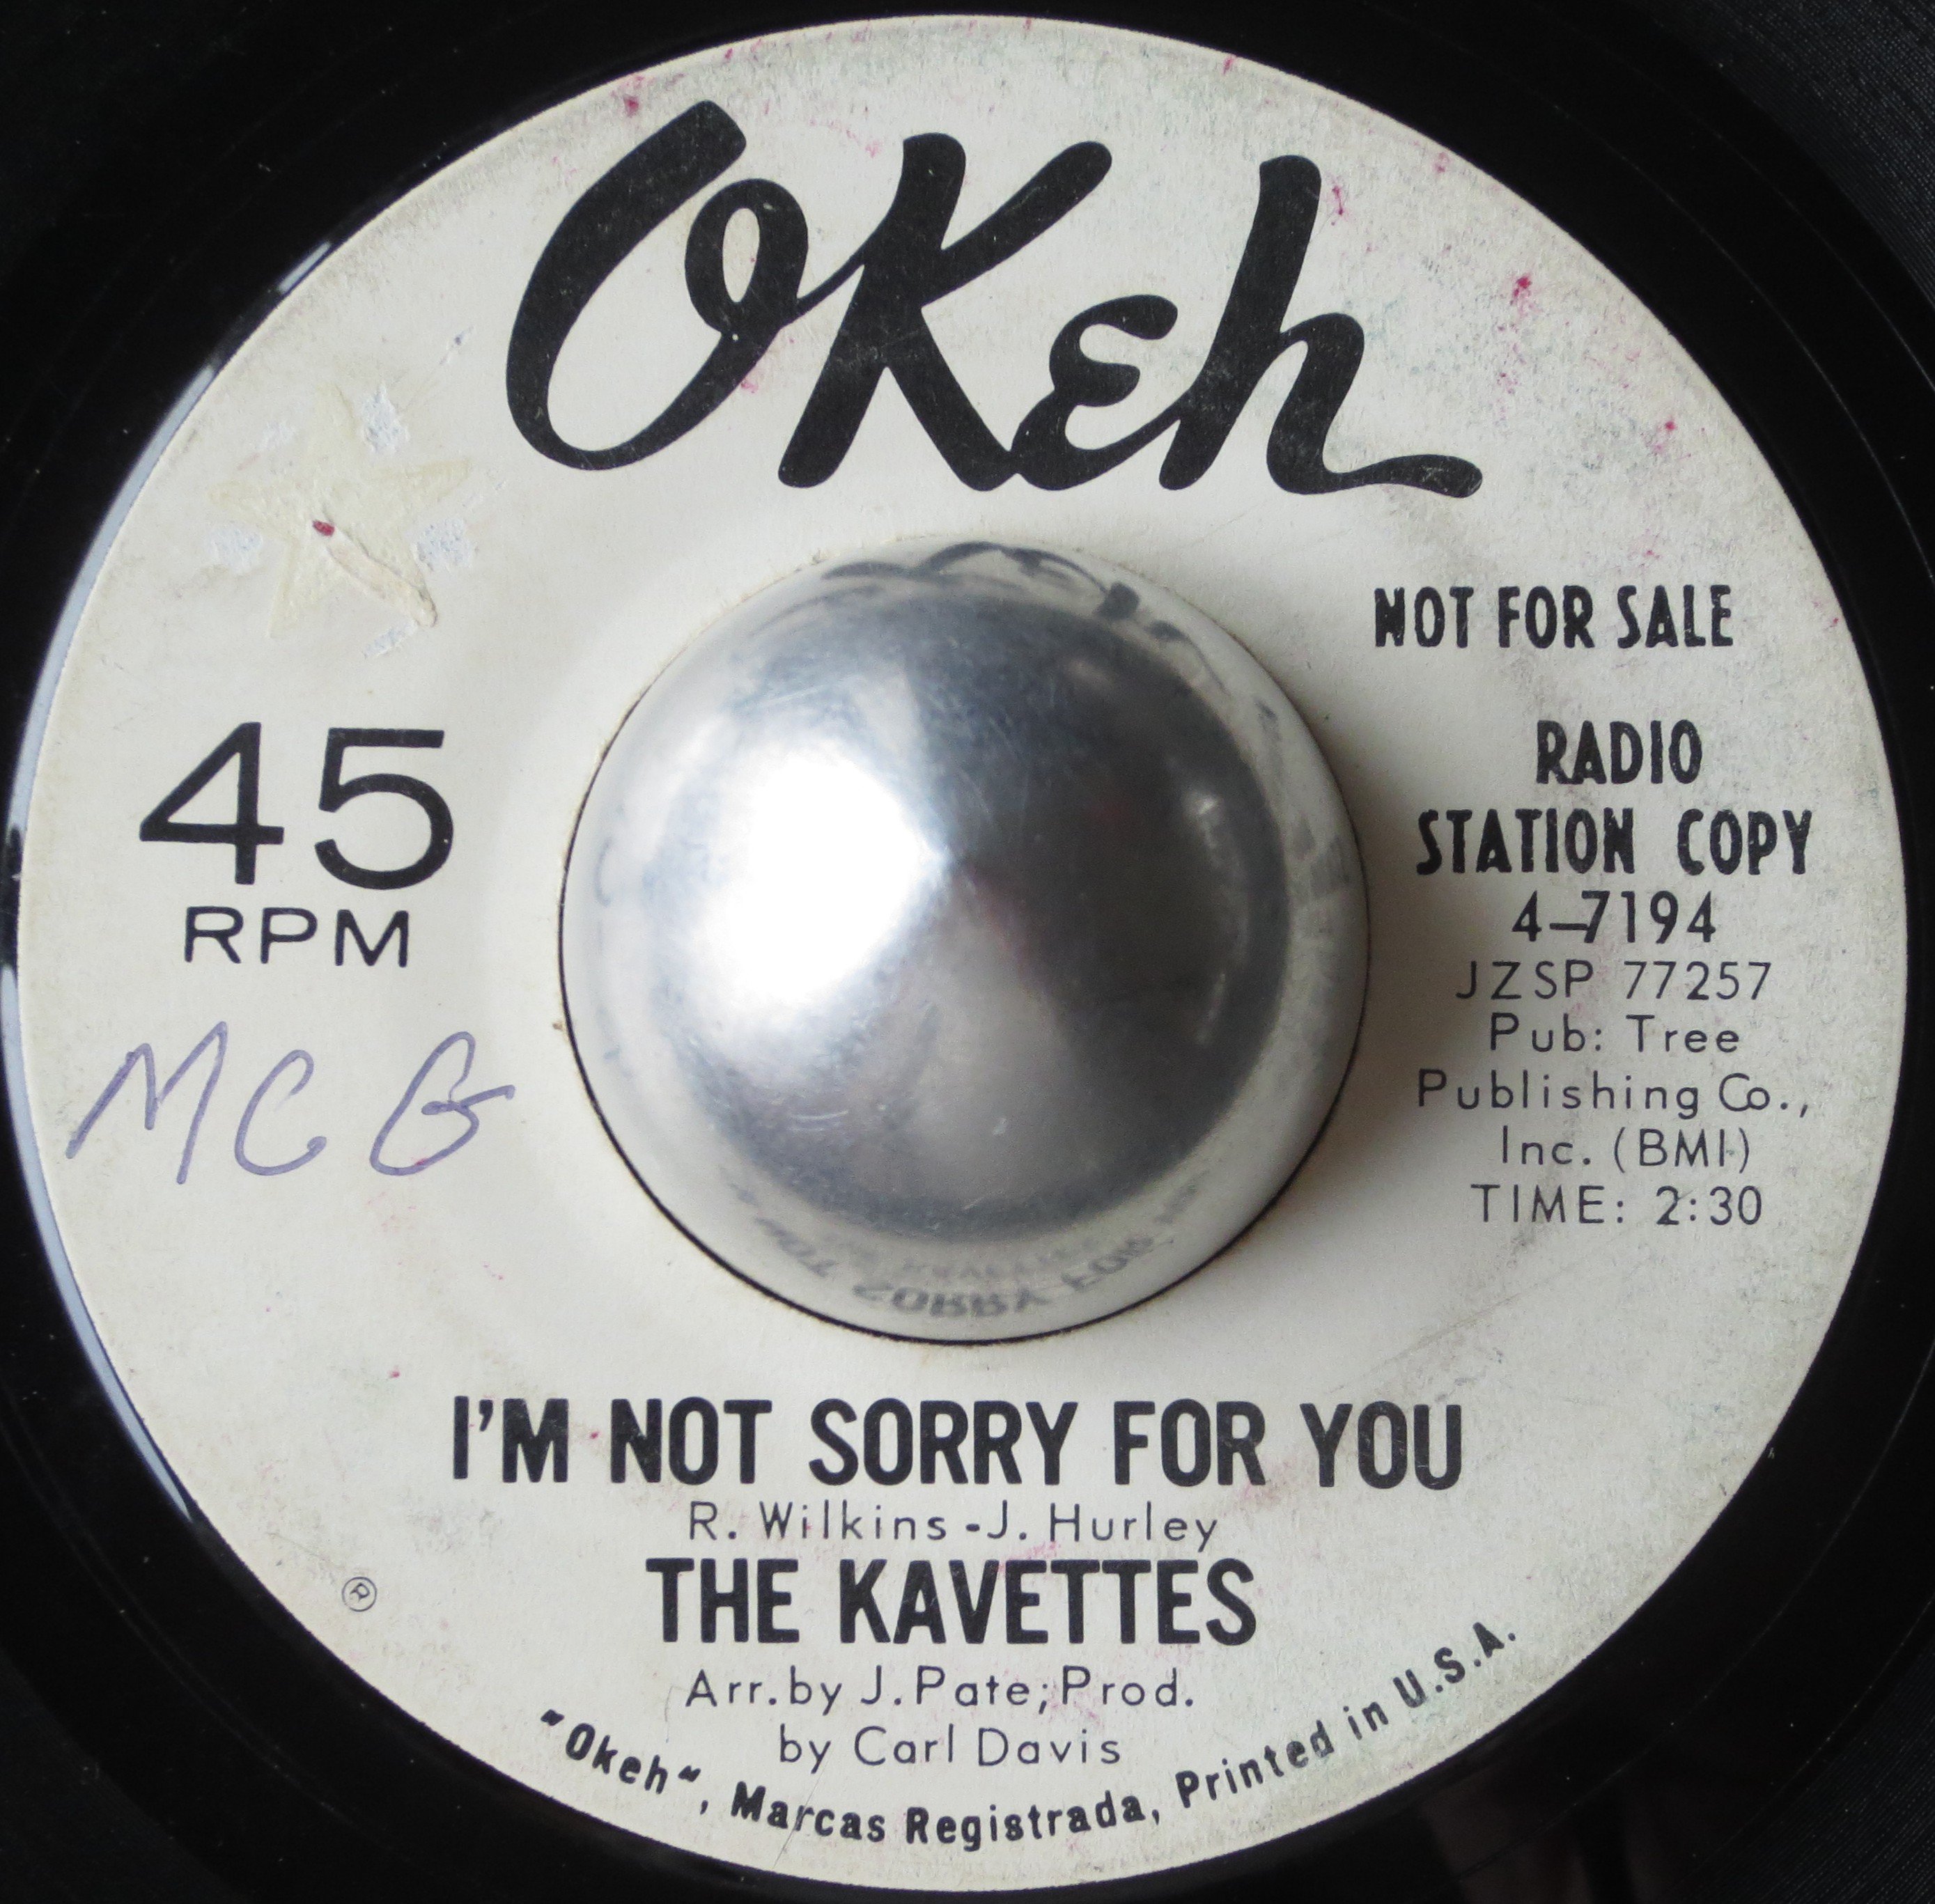 OKeh
NOT FOR SALE
RADIO
STATION COPY
4-7194
JZSP 77257
Pub: Tree
Publishing Co.,
Inc. (BMI)
TIME: 2:30
45
RPM
MCG
I'M NOT SORRY FOR YOU
R. Wilkins - J. Hurley
THE KAVETTES
Arr. by J. Pate; Prod.
by Carl Davis
®
"Okeh", Marcas Registrada, Printed in U.S.A.